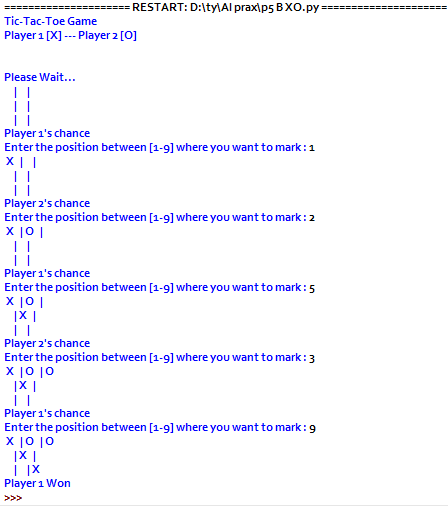 ===================== RESTART: D:\ty\AI prax\p5 B XO.py =====================
Tic-Tac-Toe Game
Player 1 [X] --- Player 2 [O]
Please Wait...
| |
| |
| |
Player 1's chance
Enter the position between [1-9] where you want to mark : 1
X | |
| |
| |
Player 2's chance
Enter the position between [1-9] where you want to mark : 2
X |O |
| |
| |
Player 1's chance
Enter the position between [1-9] where you want to mark : 5
X |O |
|X |
| |
Player 2's chance
Enter the position between [1-9] where you want to mark : 3
X |O |O
|X |
| |
Player 1's chance
Enter the position between [1-9] where you want to mark : 9
X |O |O
|X |
| |X
Player 1 Won
>>>